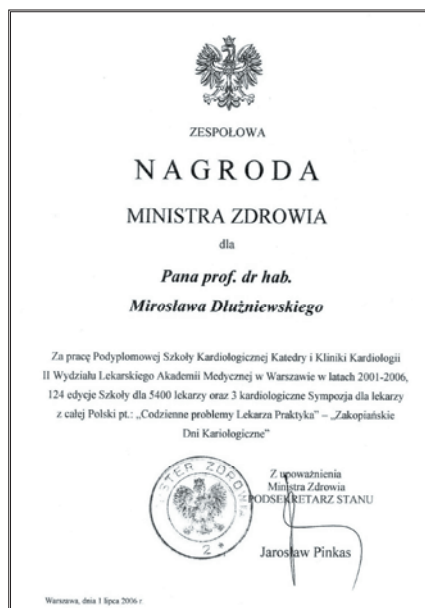 ZESPOŁOWA
NAGRODA
MINISTRA ZDROWIA
dla
Pana prof. dr hab.
Mirosława Dłużniewskiego
Za pracę Podyplomowej Szkoły Kardiologicznej Katedry i Kliniki Kardiologii
II Wydziału Lekarskiego Akademii Medycznej w Warszawie w latach 2001-2006,
124 edycje Szkoły dla 5400 lekarzy oraz 3 kardiologiczne Sympozja dla lekarzy
z całej Polski pt.: „Codzienne problemy Lekarza Praktyka” – „Zakopiańskie
Dni Kariologiczne”
Z upoważnienia
Ministra Zdrowia
PODSEKRETARZ STANU
MINISTER ZDROWIA
2
Jarosław Pinkas
Warszawa, dnia 1 lipca 2006 r.